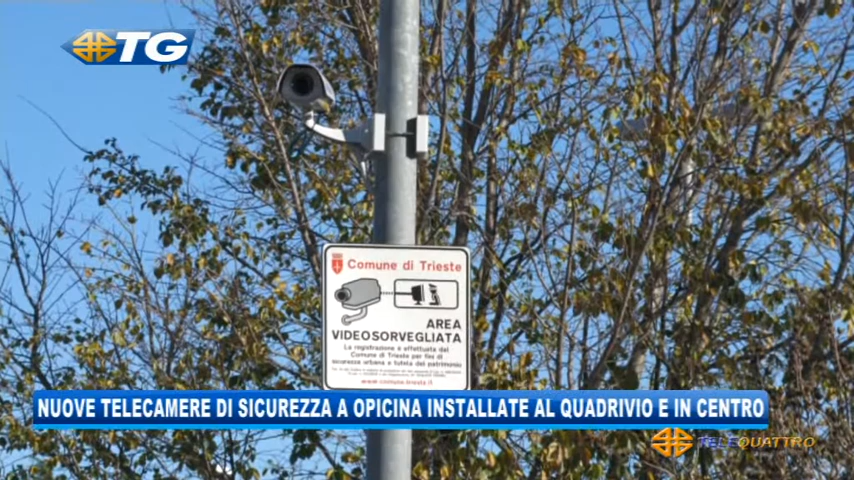 TG
Comune di Trieste
AREA
VIDEOSORVEGLIATA
La registrazione è effettuata dal
Comune di Trieste per fini di
sicurezza urbana e tutela del patrimonio
www.comune.trieste.it
NUOVE TELECAMERE DI SICUREZZA A OPICINA INSTALLATE AL QUADRIVIO E IN CENTRO
TELEQUATTRO